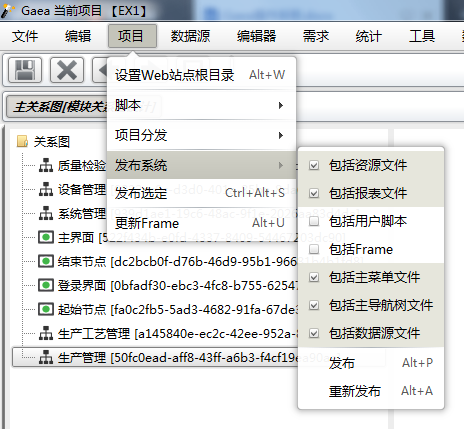 Gaea 当前项目 【EX1】
文件 编辑 项目 数据源 编辑器 需求 统计 工具
设置Web站点根目录 Alt+W
脚本
项目分发
发布系统
发布选定 Ctrl+Alt+S
更新Frame Alt+U
包括资源文件
包括报表文件
包括用户脚本
包括Frame
包括主菜单文件
包括主导航树文件
包括数据源文件
发布 Alt+P
重新发布 Alt+A
主关系图[模块关
关系图
质量检验
设备管理
系统管理
主界面
结束节点 [dc2bcb0f-d76b-46d9-95b1-966
登录界面 [0bfadf30-ebc3-4fc8-b755-62547
起始节点 [fa0c2fb5-5ad3-4682-91fa-67de3
生产工艺管理 [a145840e-ec2c-42ee-952a-8
生产管理 [50fc0ead-aff8-43ff-a6b3-f4cf19e